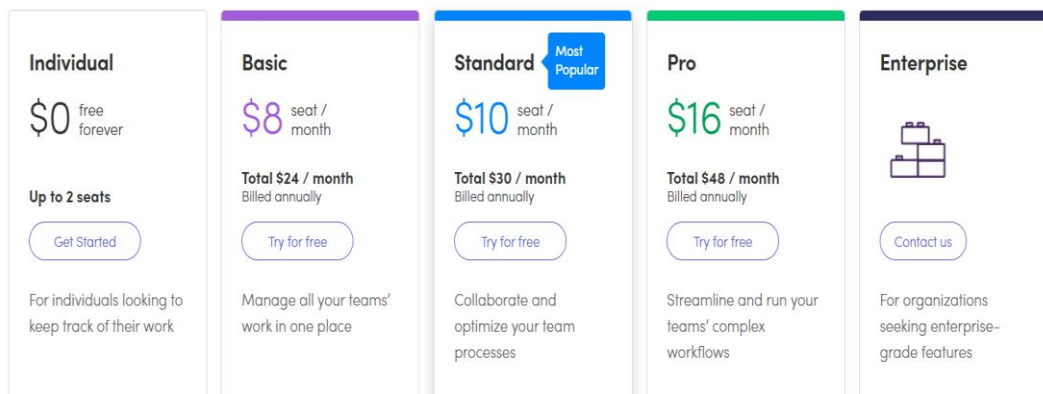 Individual
$0 free
forever
Up to 2 seats
Get Started
For individuals looking to
keep track of their work
Basic
$8 seat /
month
Total $24 / month
Billed annually
Try for free
Manage all your teams'
work in one place
Standard
Most
Popular
$10 seat /
month
Total $30 / month
Billed annually
Try for free
Collaborate and
optimize your team
processes
Pro
$16 seat /
month
Total $48 / month
Billed annually
Try for free
Streamline and run your
teams' complex
workflows
Enterprise
Contact us
For organizations
seeking enterprise-
grade features